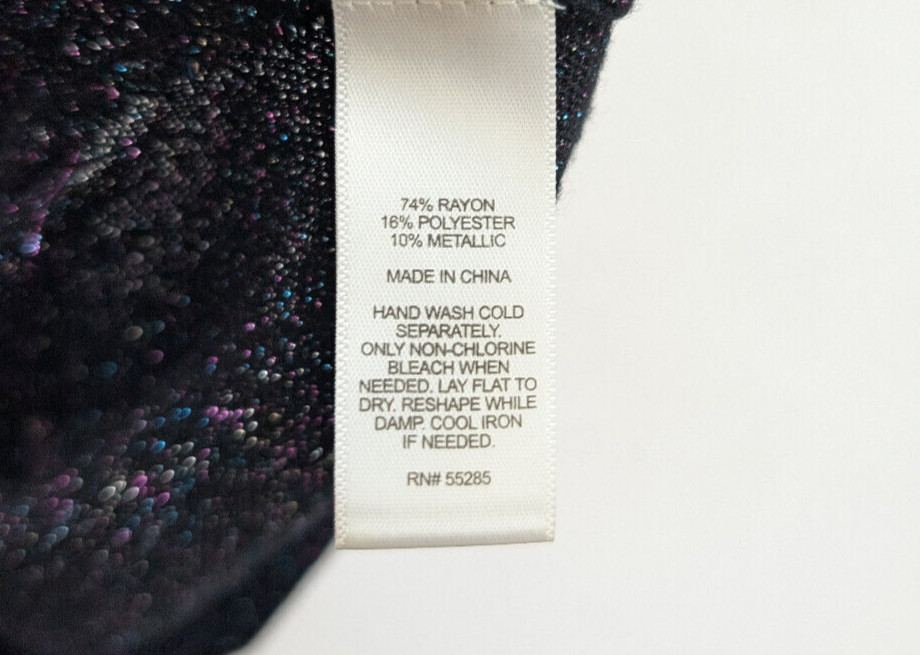 74% RAYON
16% POLYESTER
10% METALLIC
MADE IN CHINA
HAND WASH COLD
SEPARATELY.
ONLY NON-CHLORINE
BLEACH WHEN
NEEDED. LAY FLAT TO
DRY. RESHAPE WHILE
DAMP. COOL IRON
IF NEEDED.
RN# 55285